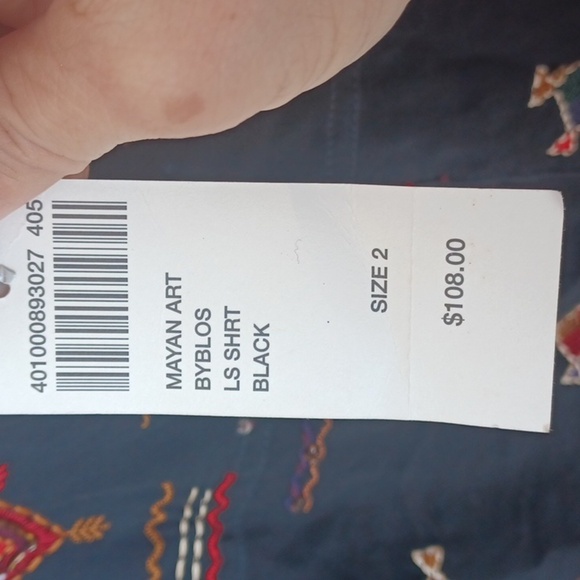 401000893027 405
MAYAN ART
BYBLOS
LS SHRT
BLACK
SIZE 2
$108.00